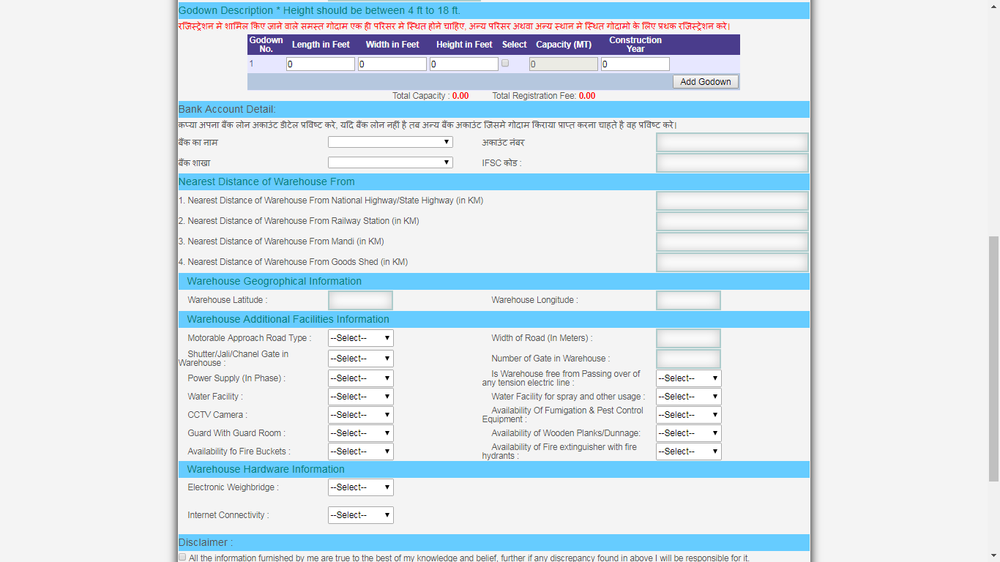 Godown Description * Height should be between 4 ft to 18 ft.
रजिस्ट्रेशन मे शामिल किए जाने वाले समस्त गोदाम एक ही परिसर मे स्थित होने चाहिए, अन्य परिसर अथवा अन्य स्थान मे स्थित गोदामो के लिए प्रथक रजिस्ट्रेशन करे।
Godown No. Length in Feet Width in Feet Height in Feet Select Capacity (MT) Construction Year
1 0 0 0 0 0
Add Godown
Total Capacity : 0.00 Total Registration Fee: 0.00
Bank Account Detail:
क्रप्या अपना बैंक लोन अकाउंट डीटेल प्रविष्ट करे, यदि बैंक लोन नहीं है तब अन्य बैंक अकाउंट जिसमे गोदाम किराया प्राप्त करना चाहते है वह प्रविष्ट करे।
बैंक का नाम अकाउंट नंबर
बैंक शाखा IFSC कोड :
Nearest Distance of Warehouse From
1. Nearest Distance of Warehouse From National Highway/State Highway (in KM)
2. Nearest Distance of Warehouse From Railway Station (in KM)
3. Nearest Distance of Warehouse From Mandi (in KM)
4. Nearest Distance of Warehouse From Goods Shed (in KM)
Warehouse Geographical Information
Warehouse Latitude : Warehouse Longitude :
Warehouse Additional Facilities Information
Motorable Approach Road Type : --Select-- Width of Road (In Meters) :
Shutter/Jali/Chanel Gate in Warehouse : --Select-- Number of Gate in Warehouse :
Power Supply (In Phase) : --Select-- Is Warehouse free from Passing over of any tension electric line : --Select--
Water Facility : --Select-- Water Facility for spray and other usage : --Select--
CCTV Camera : --Select-- Availability Of Fumigation & Pest Control Equipment : --Select--
Guard With Guard Room : --Select-- Availability of Wooden Planks/Dunnage: --Select--
Availability fo Fire Buckets : --Select-- Availability of Fire extinguisher with fire hydrants : --Select--
Warehouse Hardware Information
Electronic Weighbridge : --Select--
Internet Connectivity : --Select--
Disclaimer :
All the information furnished by me are true to the best of my knowledge and belief, further if any discrepancy found in above I will be responsible for it.